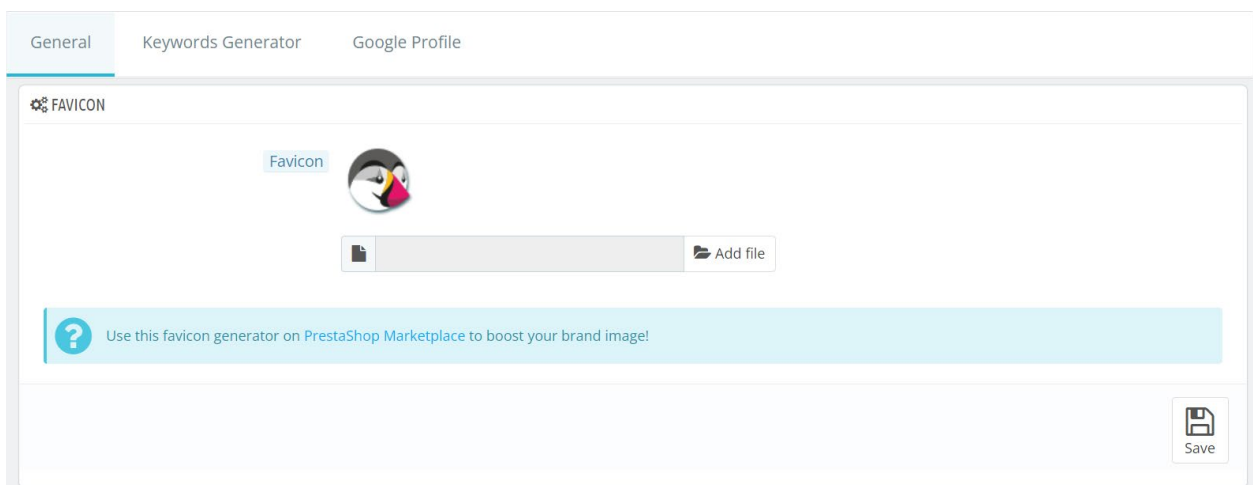 General Keywords Generator Google Profile
FAVICON
Favicon
Add file
Use this favicon generator on PrestaShop Marketplace to boost your brand image!
Save